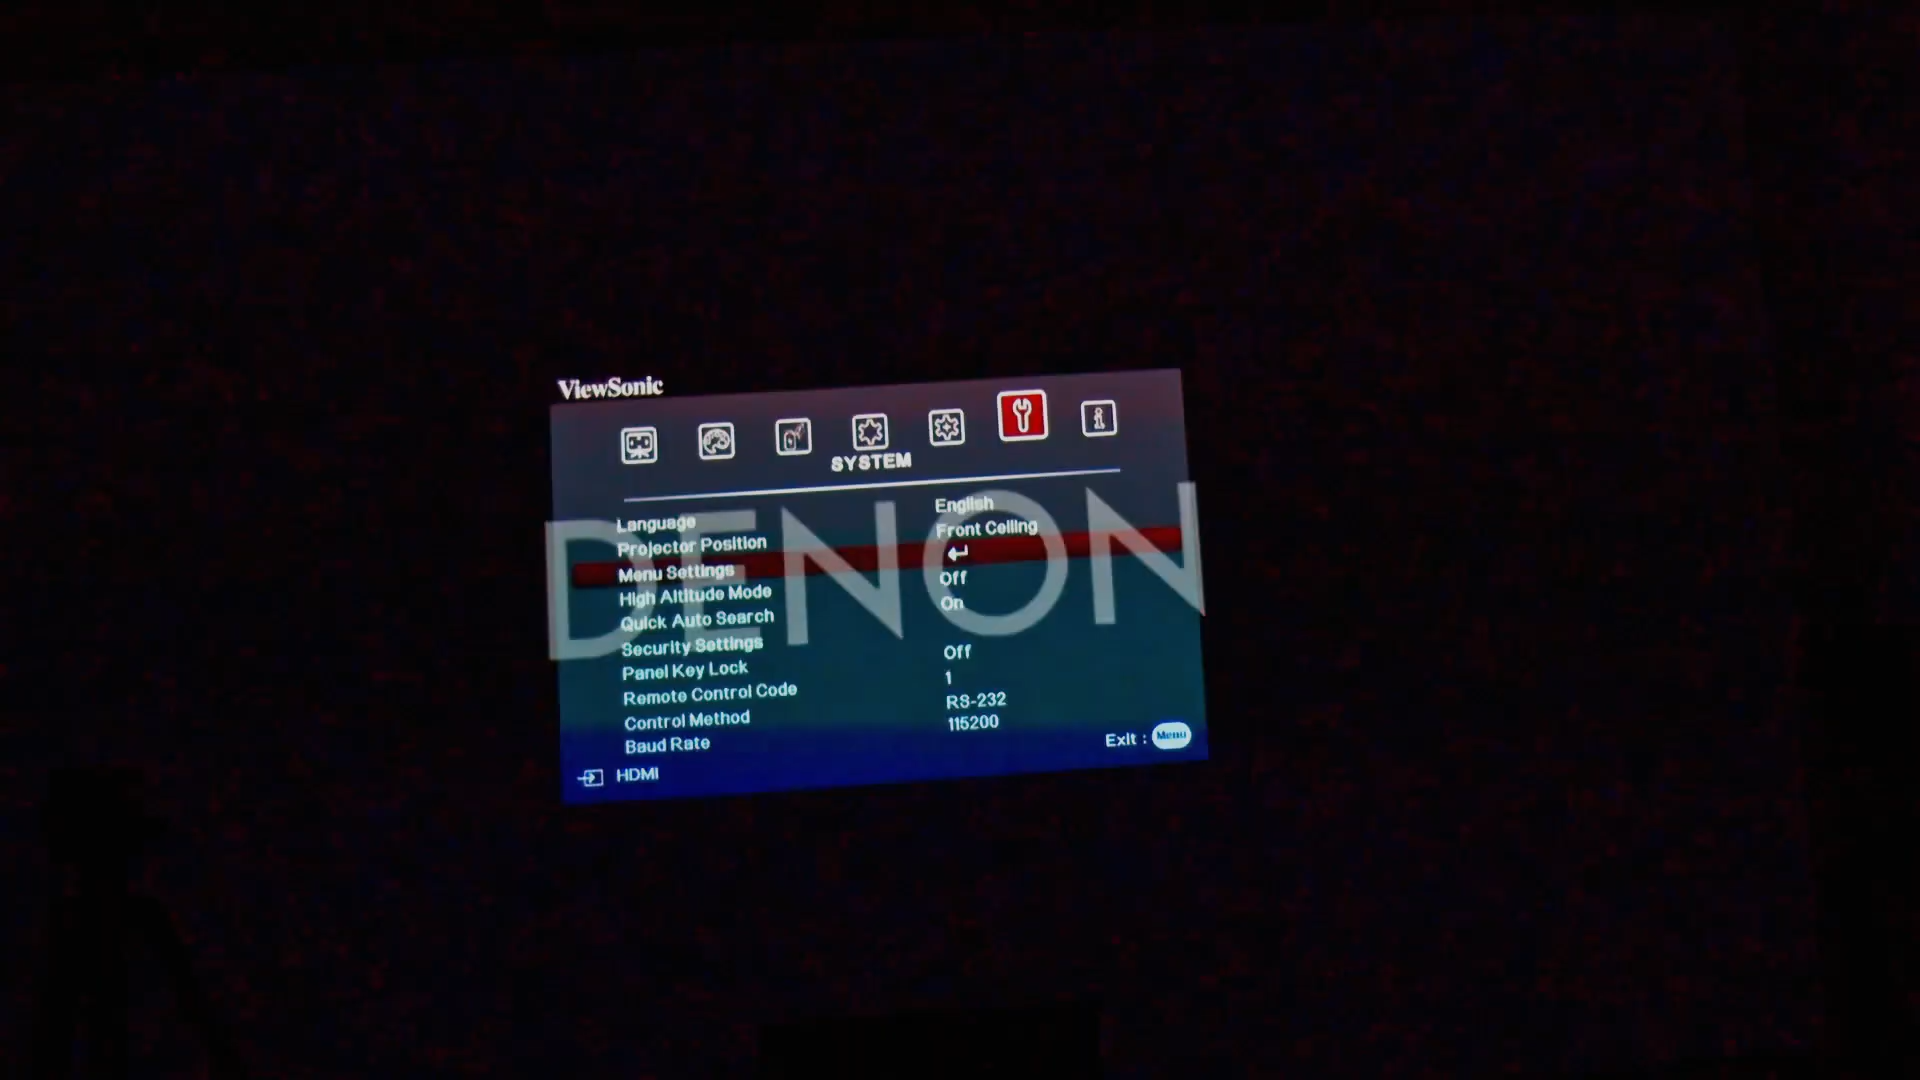 ViewSonic
SYSTEM
Language English
Projector Position Front Ceiling
Menu Settings
High Altitude Mode Off
Quick Auto Search On
Security Settings
Panel Key Lock Off
Remote Control Code 1
Control Method RS-232
Baud Rate 115200
HDMI
Exit : Menu
DENON